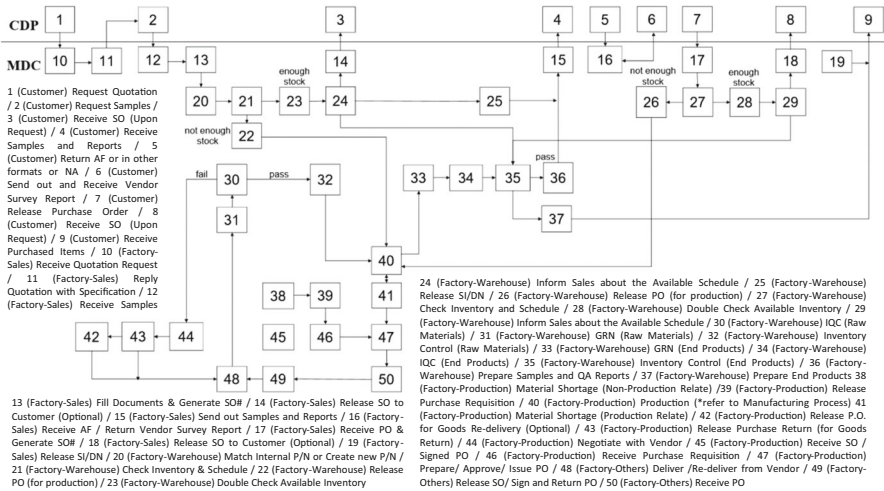 CDP
1
2
3
4
5
6
7
8
9
MDC
10
11
12
13
14
15
16
17
18
19
enough
stock
not enough
stock
enough
stock
20
21
23
24
25
26
27
28
29
not enough
stock
22
pass
fail
30
pass
32
33
34
35
36
31
37
40
38
39
41
42
43
44
45
46
47
48
49
50
1 (Customer) Request Quotation
/ 2 (Customer) Request Samples /
3 (Customer) Receive SO (Upon
Request) / 4 (Customer) Receive
Samples and Reports / 5
(Customer) Return AF or in other
formats or NA / 6 (Customer)
Send out and Receive Vendor
Survey Report / 7 (Customer)
Release Purchase Order / 8
(Customer) Receive SO (Upon
Request) / 9 (Customer) Receive
Purchased Items / 10 (Factory-
Sales) Receive Quotation Request
/ 11 (Factory-Sales) Reply
Quotation with Specification / 12
(Factory-Sales) Receive Samples
13 (Factory-Sales) Fill Documents & Generate SO# / 14 (Factory-Sales) Release SO to
Customer (Optional) / 15 (Factory-Sales) Send out Samples and Reports / 16 (Factory-
Sales) Receive AF / Return Vendor Survey Report / 17 (Factory-Sales) Receive PO &
Generate SO# / 18 (Factory-Sales) Release SO to Customer (Optional) / 19 (Factory-
Sales) Release SI/DN / 20 (Factory-Warehouse) Match Internal P/N or Create new P/N /
21 (Factory-Warehouse) Check Inventory & Schedule / 22 (Factory-Warehouse) Release
PO (for production) / 23 (Factory-Warehouse) Double Check Available Inventory
24 (Factory-Warehouse) Inform Sales about the Available Schedule / 25 (Factory-Warehouse)
Release SI/DN / 26 (Factory-Warehouse) Release PO (for production) / 27 (Factory-Warehouse)
Check Inventory and Schedule / 28 (Factory-Warehouse) Double Check Available Inventory / 29
(Factory-Warehouse) Inform Sales about the Available Schedule / 30 (Factory-Warehouse) IQC (Raw
Materials) / 31 (Factory-Warehouse) GRN (Raw Materials) / 32 (Factory-Warehouse) Inventory
Control (Raw Materials) / 33 (Factory-Warehouse) GRN (End Products) / 34 (Factory-Warehouse)
IQC (End Products) / 35 (Factory-Warehouse) Inventory Control (End Products) / 36 (Factory-
Warehouse) Prepare Samples and QA Reports / 37 (Factory-Warehouse) Prepare End Products 38
(Factory-Production) Material Shortage (Non-Production Relate) /39 (Factory-Production) Release
Purchase Requisition / 40 (Factory-Production) Production (*refer to Manufacturing Process) 41
(Factory-Production) Material Shortage (Production Relate) / 42 (Factory-Production) Release P.O.
for Goods Re-delivery (Optional) / 43 (Factory-Production) Release Purchase Return (for Goods
Return) / 44 (Factory-Production) Negotiate with Vendor / 45 (Factory-Production) Receive SO /
Signed PO / 46 (Factory-Production) Receive Purchase Requisition / 47 (Factory-Production)
Prepare/ Approve/ Issue PO / 48 (Factory-Others) Deliver /Re-deliver from Vendor / 49 (Factory-
Others) Release SO/ Sign and Return PO / 50 (Factory-Others) Receive PO